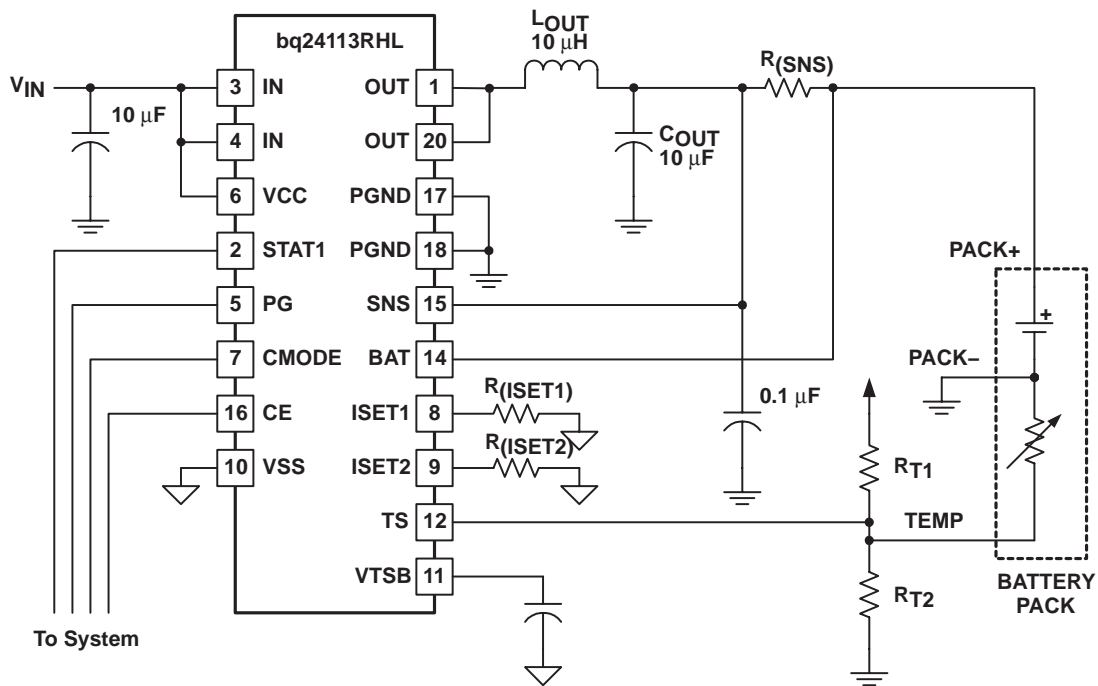 bq24113RHL
LOUT
10 μH
R(SNS)
VIN
3 IN OUT 1
10 μF
4 IN OUT 20
COUT
10 μF
6 VCC PGND 17
2 STAT1 PGND 18
PACK+
5 PG SNS 15
+
7 CMODE BAT 14
PACK–
R(ISET1)
0.1 μF
16 CE ISET1 8
R(ISET2)
10 VSS ISET2 9
RT1
TS 12
TEMP
VTSB 11
BATTERY
PACK
RT2
To System